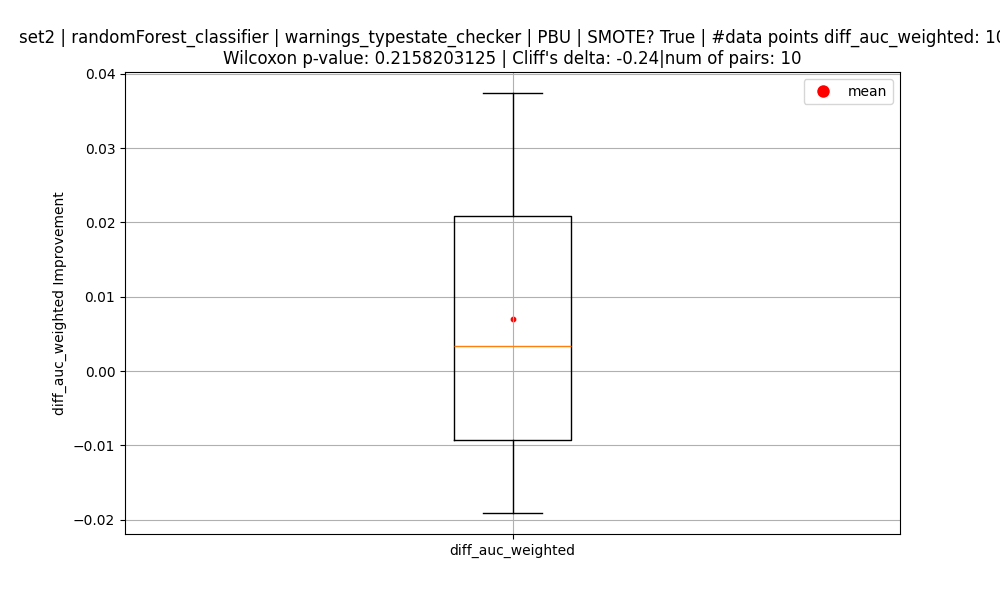 set2 | randomForest_classifier | warnings_typestate_checker | PBU | SMOTE? True | #data points diff_auc_weighted: 10
Wilcoxon p-value: 0.2158203125 | Cliff's delta: -0.24|num of pairs: 10
mean
0.04
0.03
0.02
0.01
0.00
−0.01
−0.02
diff_auc_weighted Improvement
diff_auc_weighted